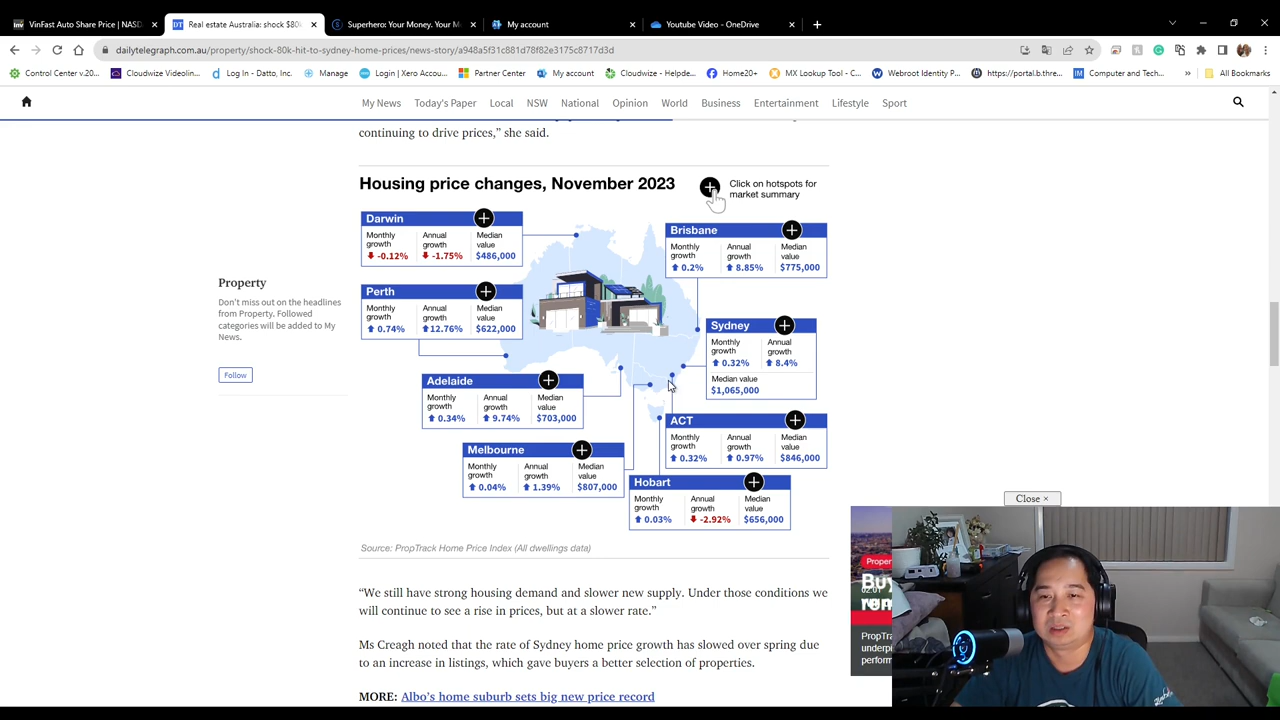 VinFast Auto Share Price | NASD
Real estate Australia: shock $80k
Superhero: Your Money. Your M
My account
Youtube Video - OneDrive
dailytelegraph.com.au/property/shock-80k-hit-to-sydney-home-prices/news-story/a948a5f31c881d78f82e3175c8717d3d
Control Center v.20...
Cloudwize Videolin...
Log In - Datto, Inc.
Manage
Login | Xero Accou...
Partner Center
My account
Cloudwize - Helpde...
Home20+
MX Lookup Tool - C...
Webroot Identity P...
https://portal.b.thre...
Computer and Tech...
All Bookmarks
My News
Today's Paper
Local
NSW
National
Opinion
World
Business
Entertainment
Lifestyle
Sport
continuing to drive prices,” she said.
Housing price changes, November 2023
Click on hotspots for
market summary
Darwin
Monthly growth -0.12%
Annual growth -1.75%
Median value $486,000
Brisbane
Monthly growth 0.2%
Annual growth 8.85%
Median value $775,000
Property
Don't miss out on the headlines
from Property. Followed
categories will be added to My
News.
Follow
Perth
Monthly growth 0.74%
Annual growth 12.76%
Median value $622,000
Sydney
Monthly growth 0.32%
Annual growth 8.4%
Median value
$1,065,000
Adelaide
Monthly growth 0.34%
Annual growth 9.74%
Median value $703,000
ACT
Monthly growth 0.32%
Annual growth 0.97%
Median value $846,000
Melbourne
Monthly growth 0.04%
Annual growth 1.39%
Median value $807,000
Hobart
Monthly growth 0.03%
Annual growth -2.92%
Median value $656,000
Close ×
Source: PropTrack Home Price Index (All dwellings data)
“We still have strong housing demand and slower new supply. Under those conditions we
will continue to see a rise in prices, but at a slower rate.”
Ms Creagh noted that the rate of Sydney home price growth has slowed over spring due
to an increase in listings, which gave buyers a better selection of properties.
MORE: Albo’s home suburb sets big new price record